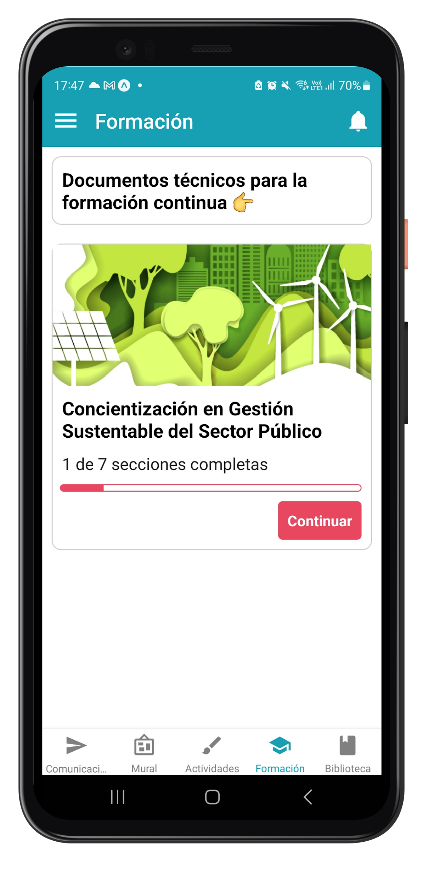 17:47
70%
Formación
Documentos técnicos para la
formación continua 👉
Concientización en Gestión
Sustentable del Sector Público
1 de 7 secciones completas
Continuar
Comunicaci...
Mural
Actividades
Formación
Biblioteca